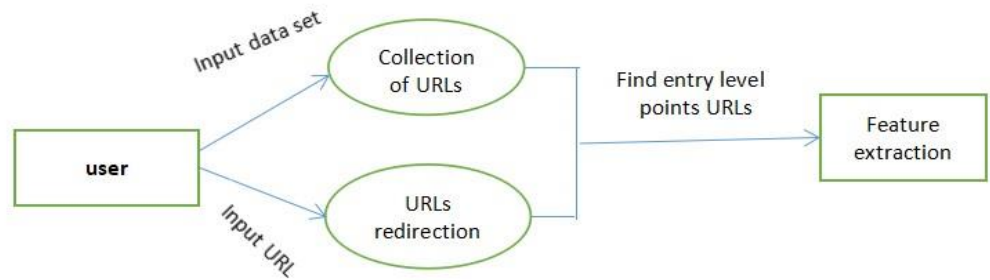 Input data set
Collection
of URLs
Find entry level
points URLs
Feature
extraction
user
URLs
redirection
Input URL